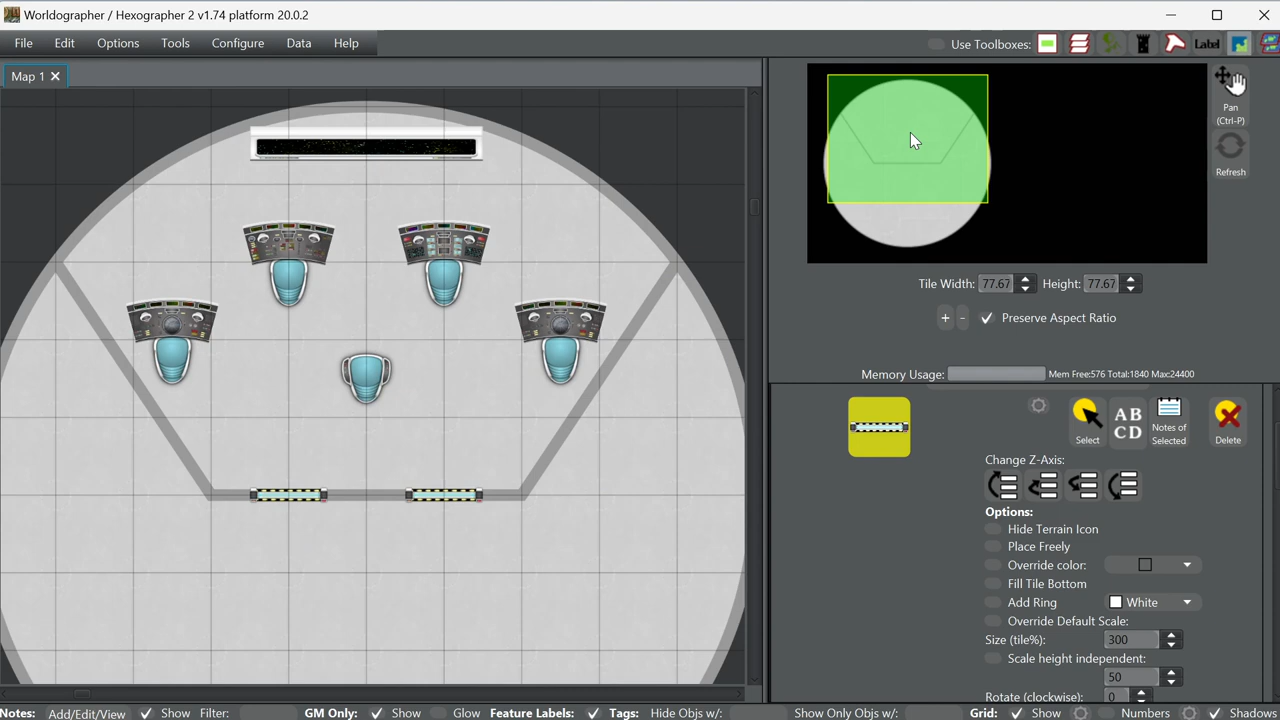 Worldographer / Hexographer 2 v1.74 platform 20.0.2
File Edit Options Tools Configure Data Help
Use Toolboxes: Label
Map 1
Pan
(Ctrl-P)
Refresh
Tile Width: 77.67 Height: 77.67
+ - Preserve Aspect Ratio
Memory Usage: Mem Free:576 Total:1840 Max:24400
Select
AB
CD
Notes of
Selected
Delete
Change Z-Axis:
Options:
Hide Terrain Icon
Place Freely
Override color:
Fill Tile Bottom
Add Ring White
Override Default Scale:
Size (tile%): 300
Scale height independent:
50
Rotate (clockwise): 0
Notes: Add/Edit/View Show Filter: GM Only: Show Glow Feature Labels: Tags: Hide Objs w/: Show Only Objs w/: Grid: Show Numbers Shadows